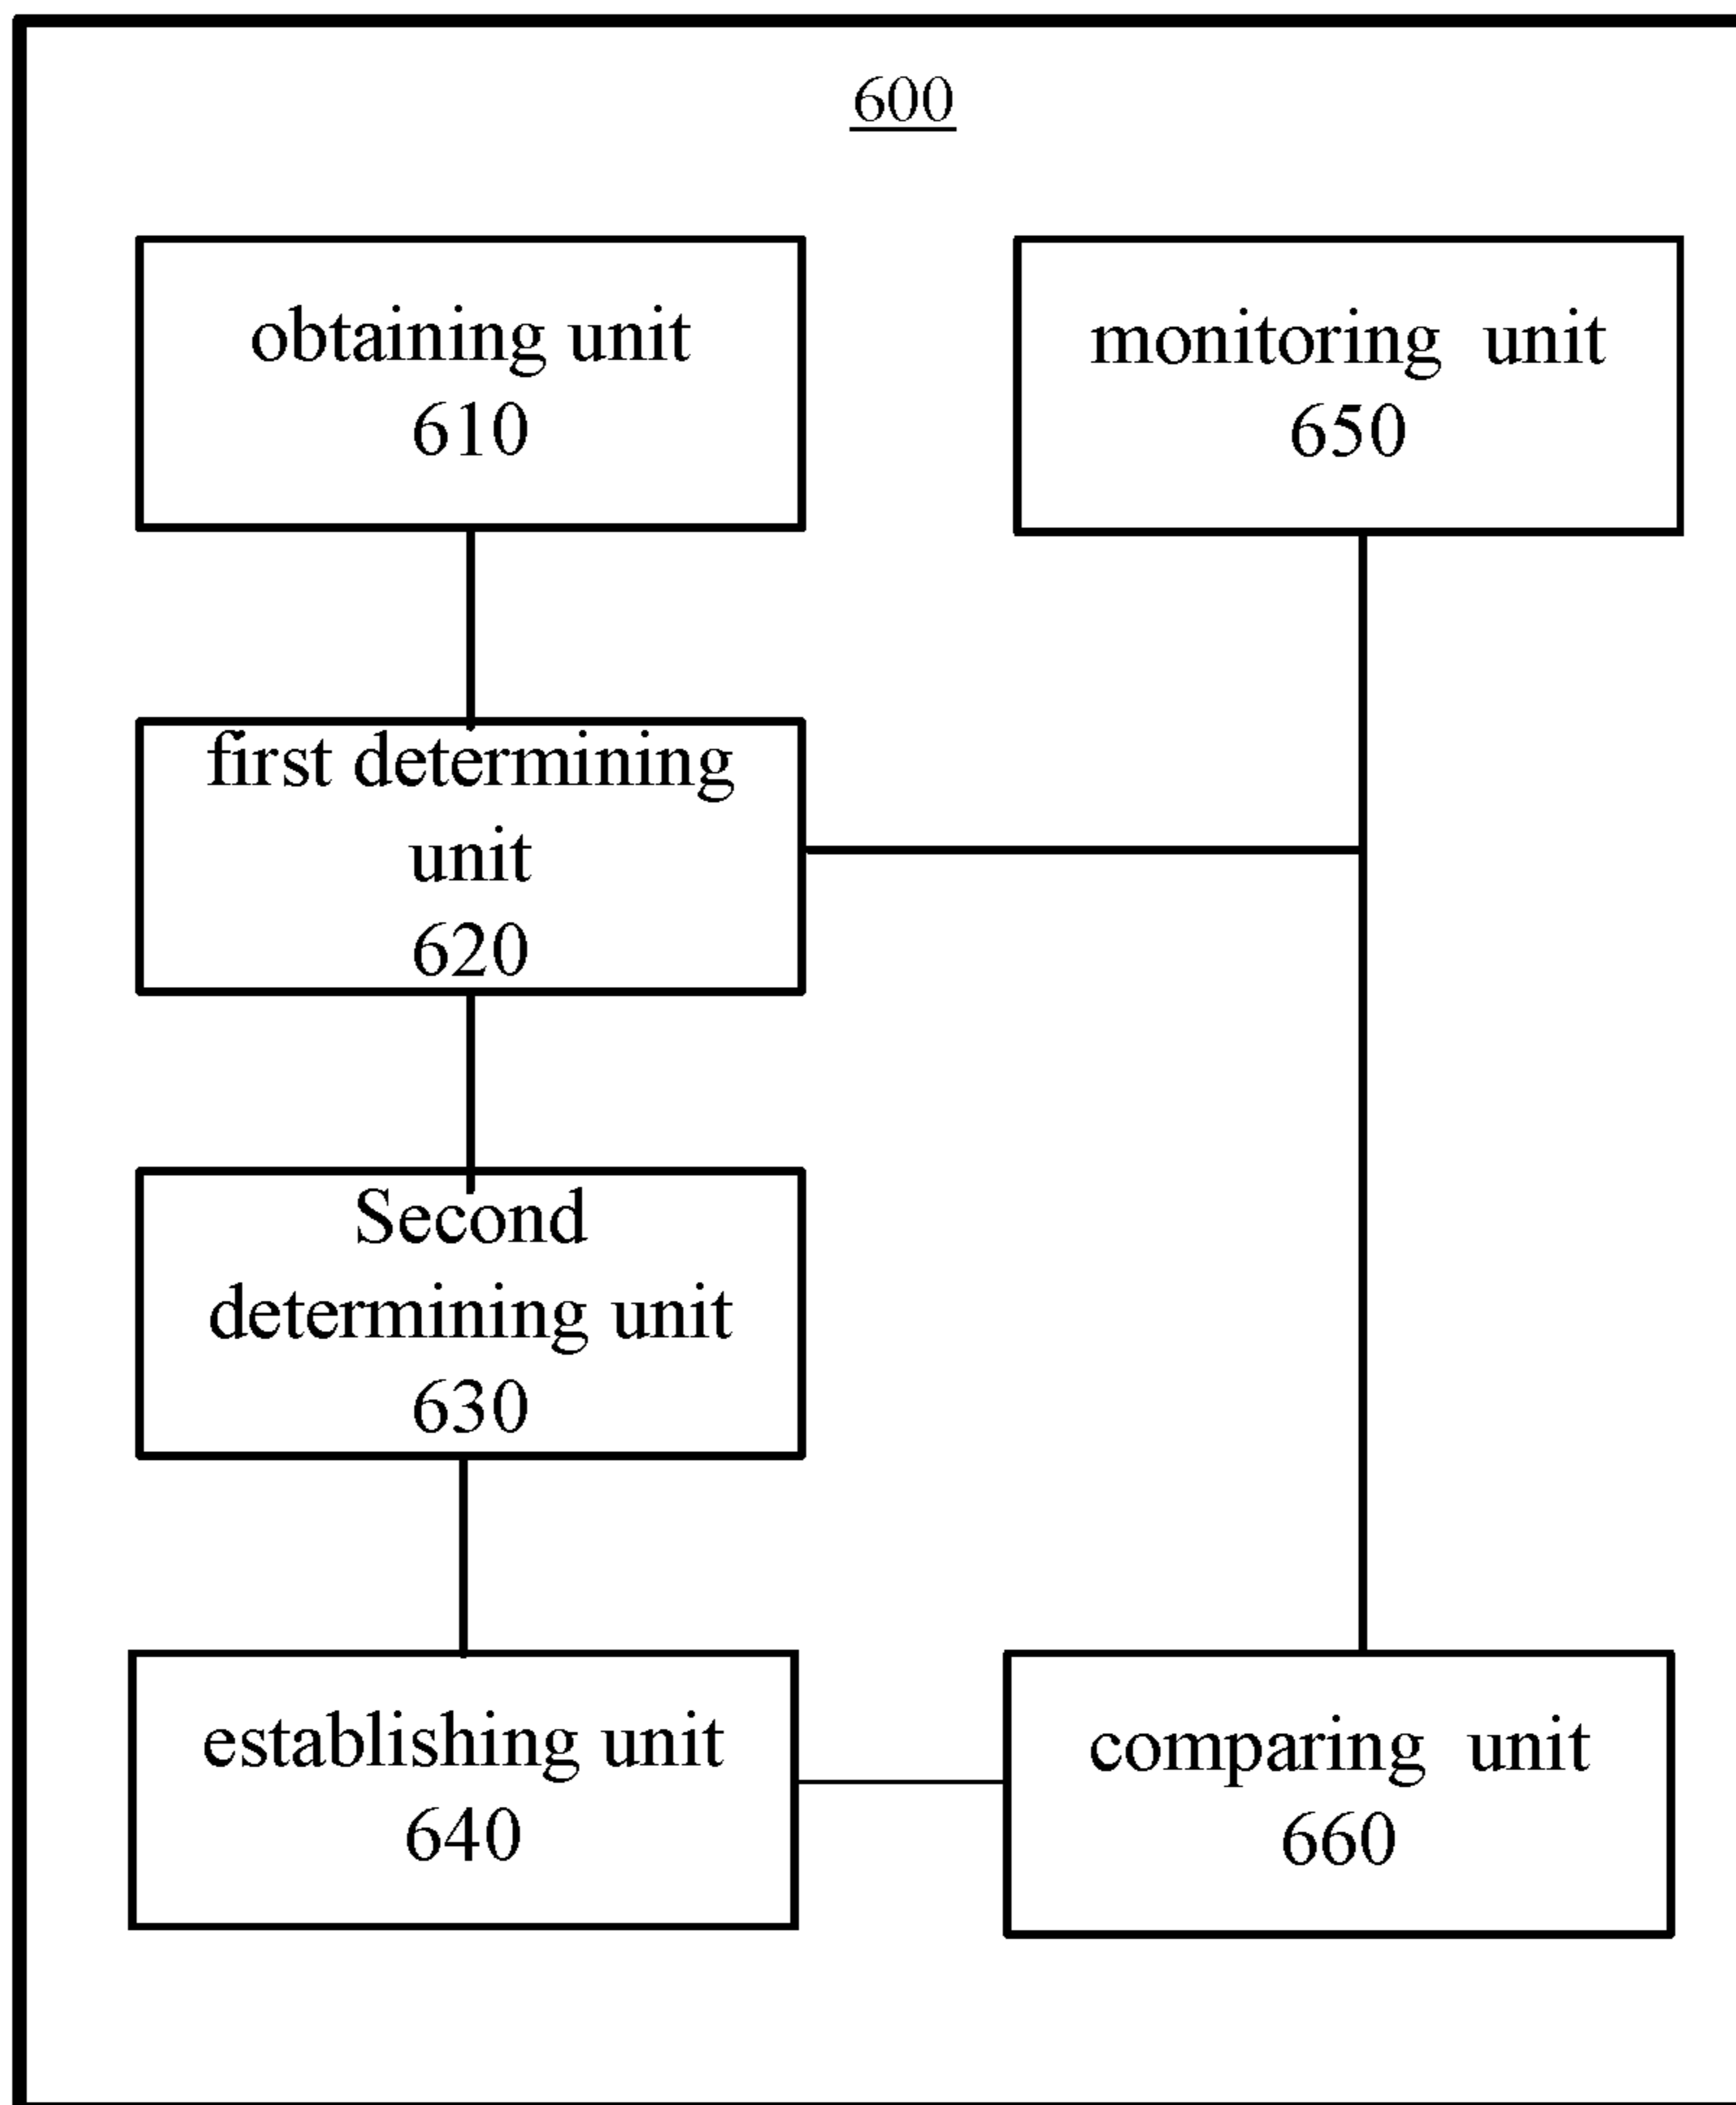 600
obtaining unit
610
monitoring unit
650
first determining
unit
620
Second
determining unit
630
establishing unit
640
comparing unit
660